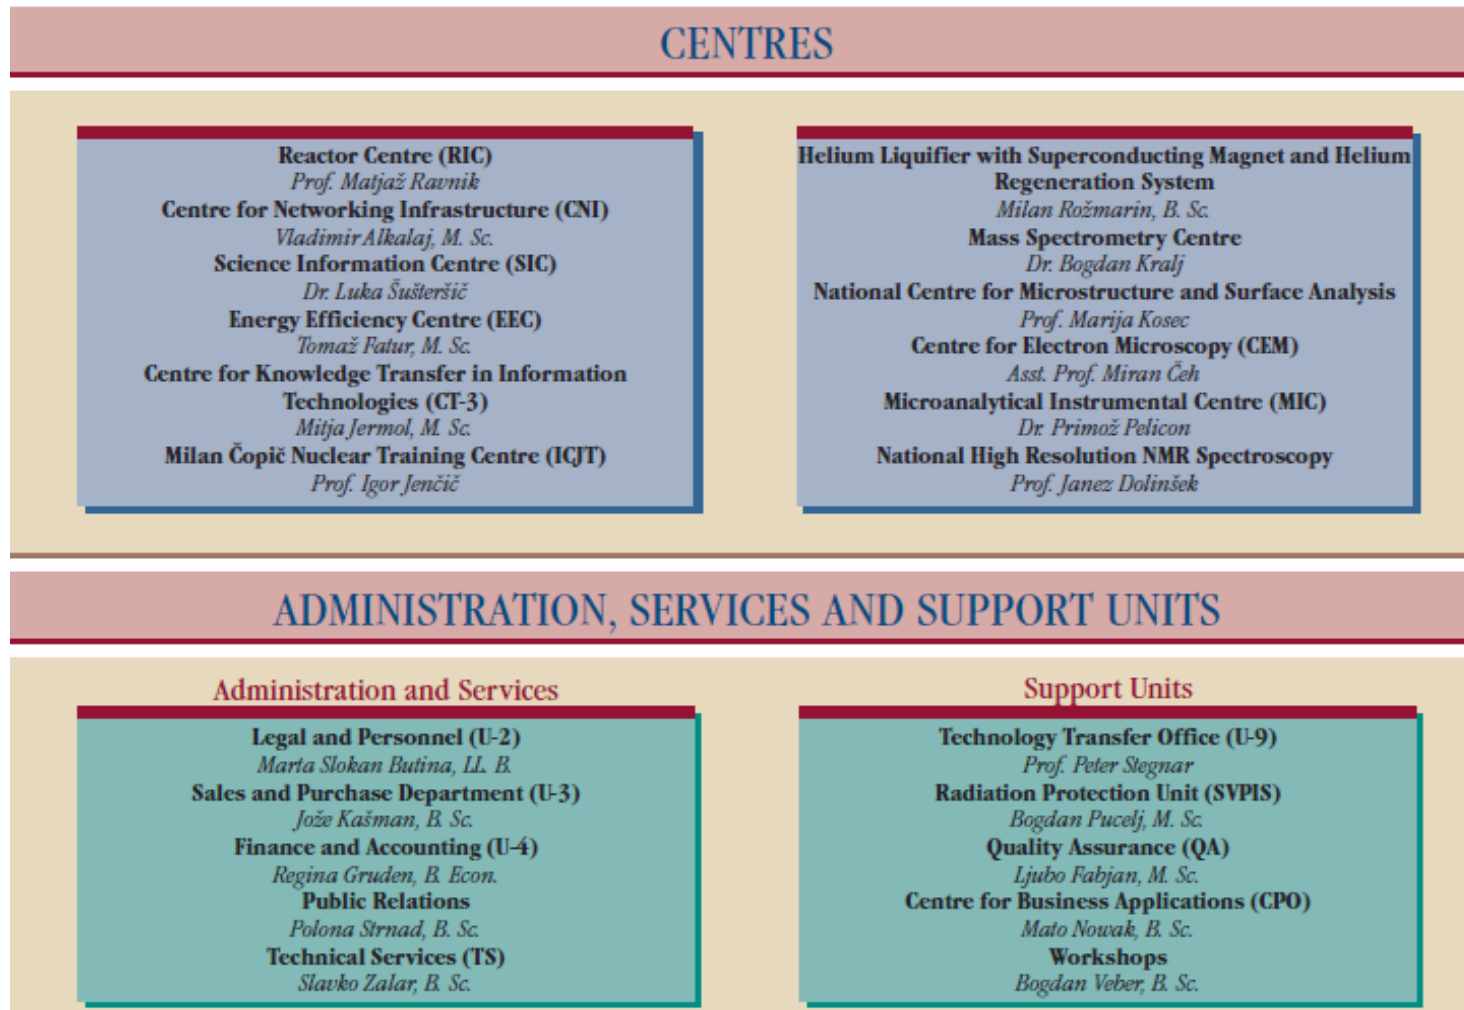 CENTRES
Reactor Centre (RIC)
Prof. Matjaž Ravnik
Centre for Networking Infrastructure (CNI)
Vladimir Alkalaj, M. Sc.
Science Information Centre (SIC)
Dr. Luka Šušteršič
Energy Efficiency Centre (EEC)
Tomaž Fatur, M. Sc.
Centre for Knowledge Transfer in Information
Technologies (CT-3)
Mitja Jermol, M. Sc.
Milan Čopič Nuclear Training Centre (ICJT)
Prof. Igor Jenčič
Helium Liquifier with Superconducting Magnet and Helium
Regeneration System
Milan Rožmarin, B. Sc.
Mass Spectrometry Centre
Dr. Bogdan Kralj
National Centre for Microstructure and Surface Analysis
Prof. Marija Kosec
Centre for Electron Microscopy (CEM)
Asst. Prof. Miran Čeh
Microanalytical Instrumental Centre (MIC)
Dr. Primož Pelicon
National High Resolution NMR Spectroscopy
Prof. Janez Dolinšek
ADMINISTRATION, SERVICES AND SUPPORT UNITS
Administration and Services
Legal and Personnel (U-2)
Marta Slokan Butina, LL. B.
Sales and Purchase Department (U-3)
Jože Kašman, B. Sc.
Finance and Accounting (U-4)
Regina Gruden, B. Econ.
Public Relations
Polona Strnad, B. Sc.
Technical Services (TS)
Slavko Zalar, B. Sc.
Support Units
Technology Transfer Office (U-9)
Prof. Peter Stegnar
Radiation Protection Unit (SVPIS)
Bogdan Pucelj, M. Sc.
Quality Assurance (QA)
Ljubo Fabjan, M. Sc.
Centre for Business Applications (CPO)
Mato Nowak, B. Sc.
Workshops
Bogdan Veber, B. Sc.